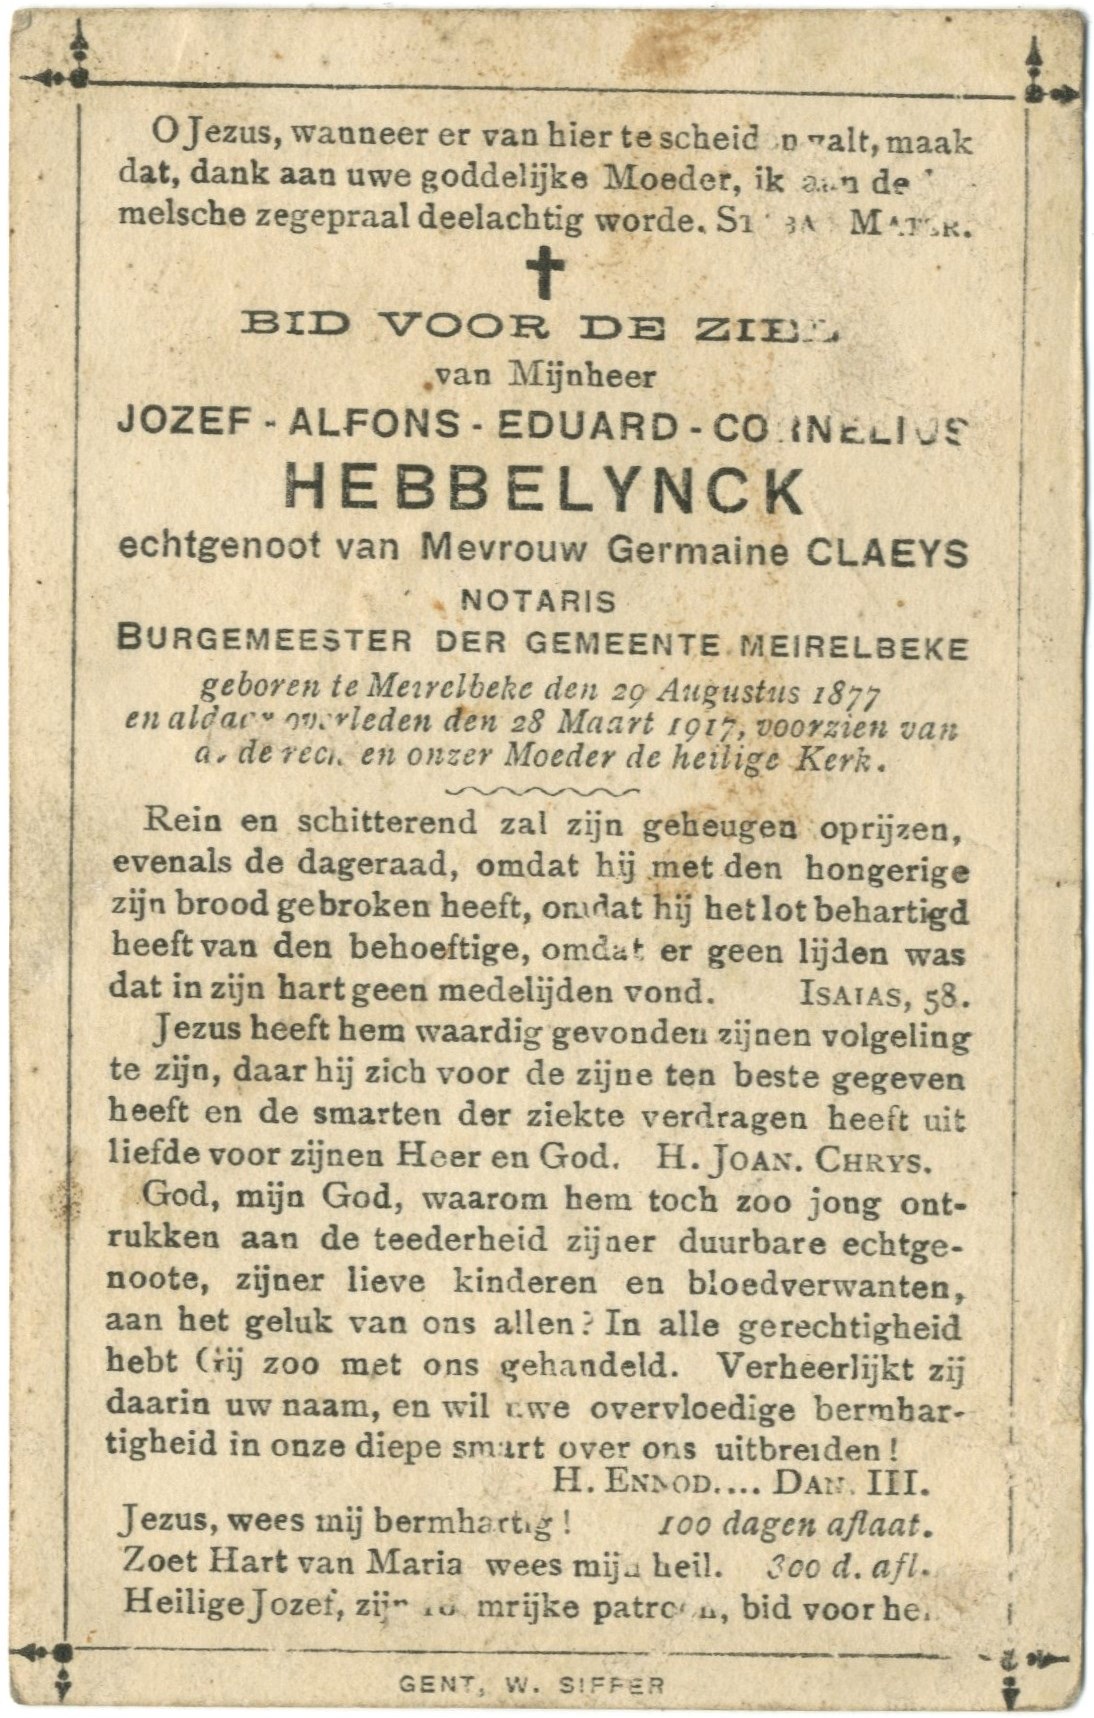 O Jezus, wanneer er van hier te scheiden zalt, maak
dat, dank aan uwe goddelijke Moeder, ik aan de
melsche zegepraal deelachtig worde. STABAT MATER.
BID VOOR DE ZIEL
van Mijnheer
JOZEF - ALFONS - EDUARD - CORNELIUS
HEBBELYNCK
echtgenoot van Mevrouw Germaine CLAEYS
NOTARIS
BURGEMEESTER DER GEMEENTE MEIRELBEKE
geboren te Meirelbeke den 29 Augustus 1877
en aldaar overleden den 28 Maart 1917, voorzien van
al de rechten onzer Moeder de heilige Kerk.
Rein en schitterend zal zijn geheugen oprijzen,
evenals de dageraad, omdat hij met den hongerige
zijn brood gebroken heeft, omdat hij het lot behartigd
heeft van den behoeftige, omdat er geen lijden was
dat in zijn hart geen medelijden vond. ISAIAS, 58.
Jezus heeft hem waardig gevonden zijnen volgeling
te zijn, daar hij zich voor de zijne ten beste gegeven
heeft en de smarten der ziekte verdragen heeft uit
liefde voor zijnen Heer en God. H. JOAN. CHRYS.
God, mijn God, waarom hem toch zoo jong ont-
rukken aan de teederheid zijner duurbare echtge-
noote, zijner lieve kinderen en bloedverwanten,
aan het geluk van ons allen? In alle gerechtigheid
hebt Gij zoo met ons gehandeld. Verheerlijkt zij
daarin uw naam, en wil uwe overvloedige bermhar-
tigheid in onze diepe smart over ons uitbreiden!
H. ENNOD.... DAN. III.
Jezus, wees mij bermhartig! 100 dagen aflaat.
Zoet Hart van Maria wees mijn heil. 300 d. afl.
Heilige Jozef, zijn roemrijke patroon, bid voor hem
GENT, W. SIFFER